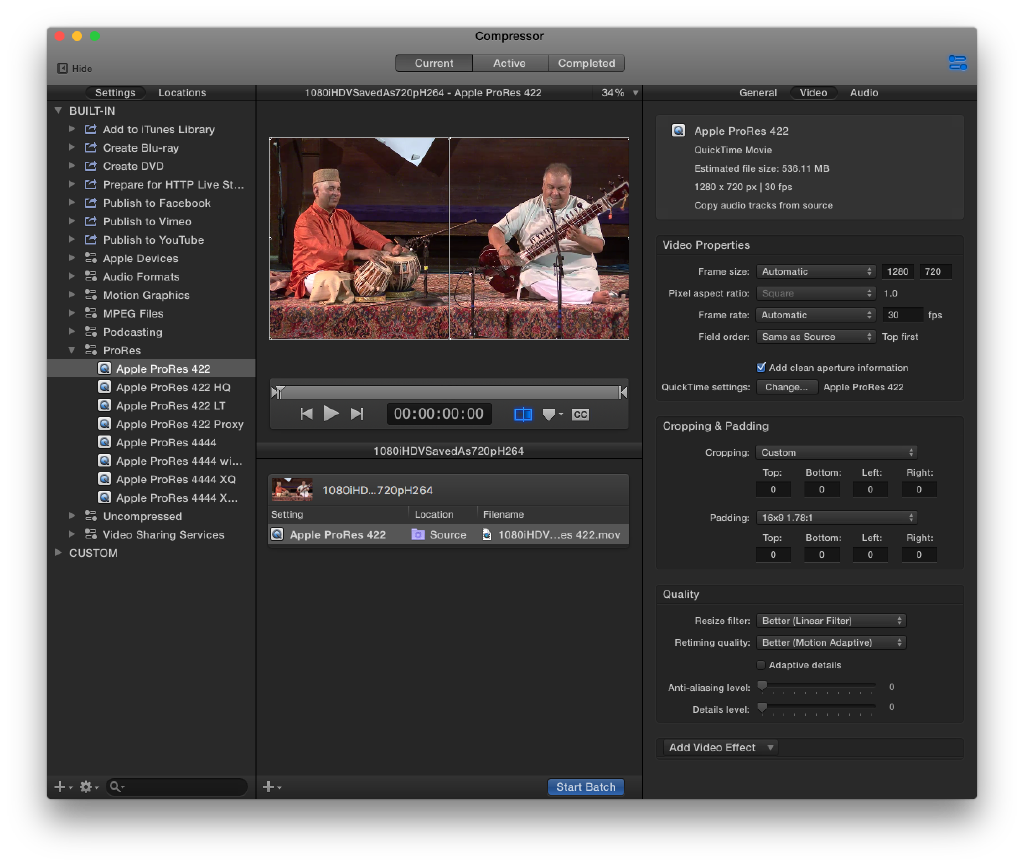 Compressor
Hide
Current Active Completed
Settings Locations
BUILT-IN
Add to iTunes Library
Create Blu-ray
Create DVD
Prepare for HTTP Live St...
Publish to Facebook
Publish to Vimeo
Publish to YouTube
Apple Devices
Audio Formats
Motion Graphics
MPEG Files
Podcasting
ProRes
Apple ProRes 422
Apple ProRes 422 HQ
Apple ProRes 422 LT
Apple ProRes 422 Proxy
Apple ProRes 4444
Apple ProRes 4444 wi...
Apple ProRes 4444 XQ
Apple ProRes 4444 X...
Uncompressed
Video Sharing Services
CUSTOM
1080iHDVSavedAs720pH264 - Apple ProRes 422 34%
00:00:00:00 CC
1080iHDVSavedAs720pH264
1080iHD...720pH264
Setting Location Filename
Apple ProRes 422 Source 1080iHDV...es 422.mov
Start Batch
General Video Audio
Apple ProRes 422
QuickTime Movie
Estimated file size: 536.11 MB
1280 x 720 px | 30 fps
Copy audio tracks from source
Video Properties
Frame size: Automatic 1280 720
Pixel aspect ratio: Square 1.0
Frame rate: Automatic 30 fps
Field order: Same as Source Top first
Add clean aperture information
QuickTime settings: Change... Apple ProRes 422
Cropping & Padding
Cropping: Custom
Top: Bottom: Left: Right:
0 0 0 0
Padding: 16x9 1.78:1
Top: Bottom: Left: Right:
0 0 0 0
Quality
Resize filter: Better (Linear Filter)
Retiming quality: Better (Motion Adaptive)
Adaptive details
Anti-aliasing level: 0
Details level: 0
Add Video Effect